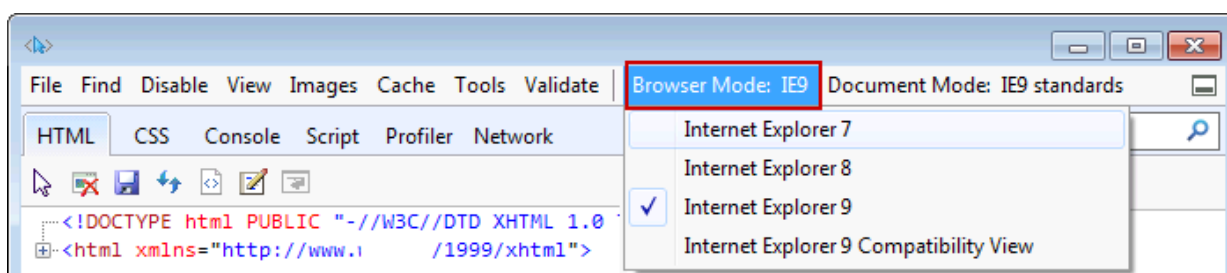 File Find Disable View Images Cache Tools Validate Browser Mode: IE9 Document Mode: IE9 standards
HTML CSS Console Script Profiler Network
Internet Explorer 7
Internet Explorer 8
Internet Explorer 9
Internet Explorer 9 Compatibility View
<!DOCTYPE html PUBLIC "-//W3C//DTD XHTML 1.0
<html xmlns="http://www. /1999/xhtml">